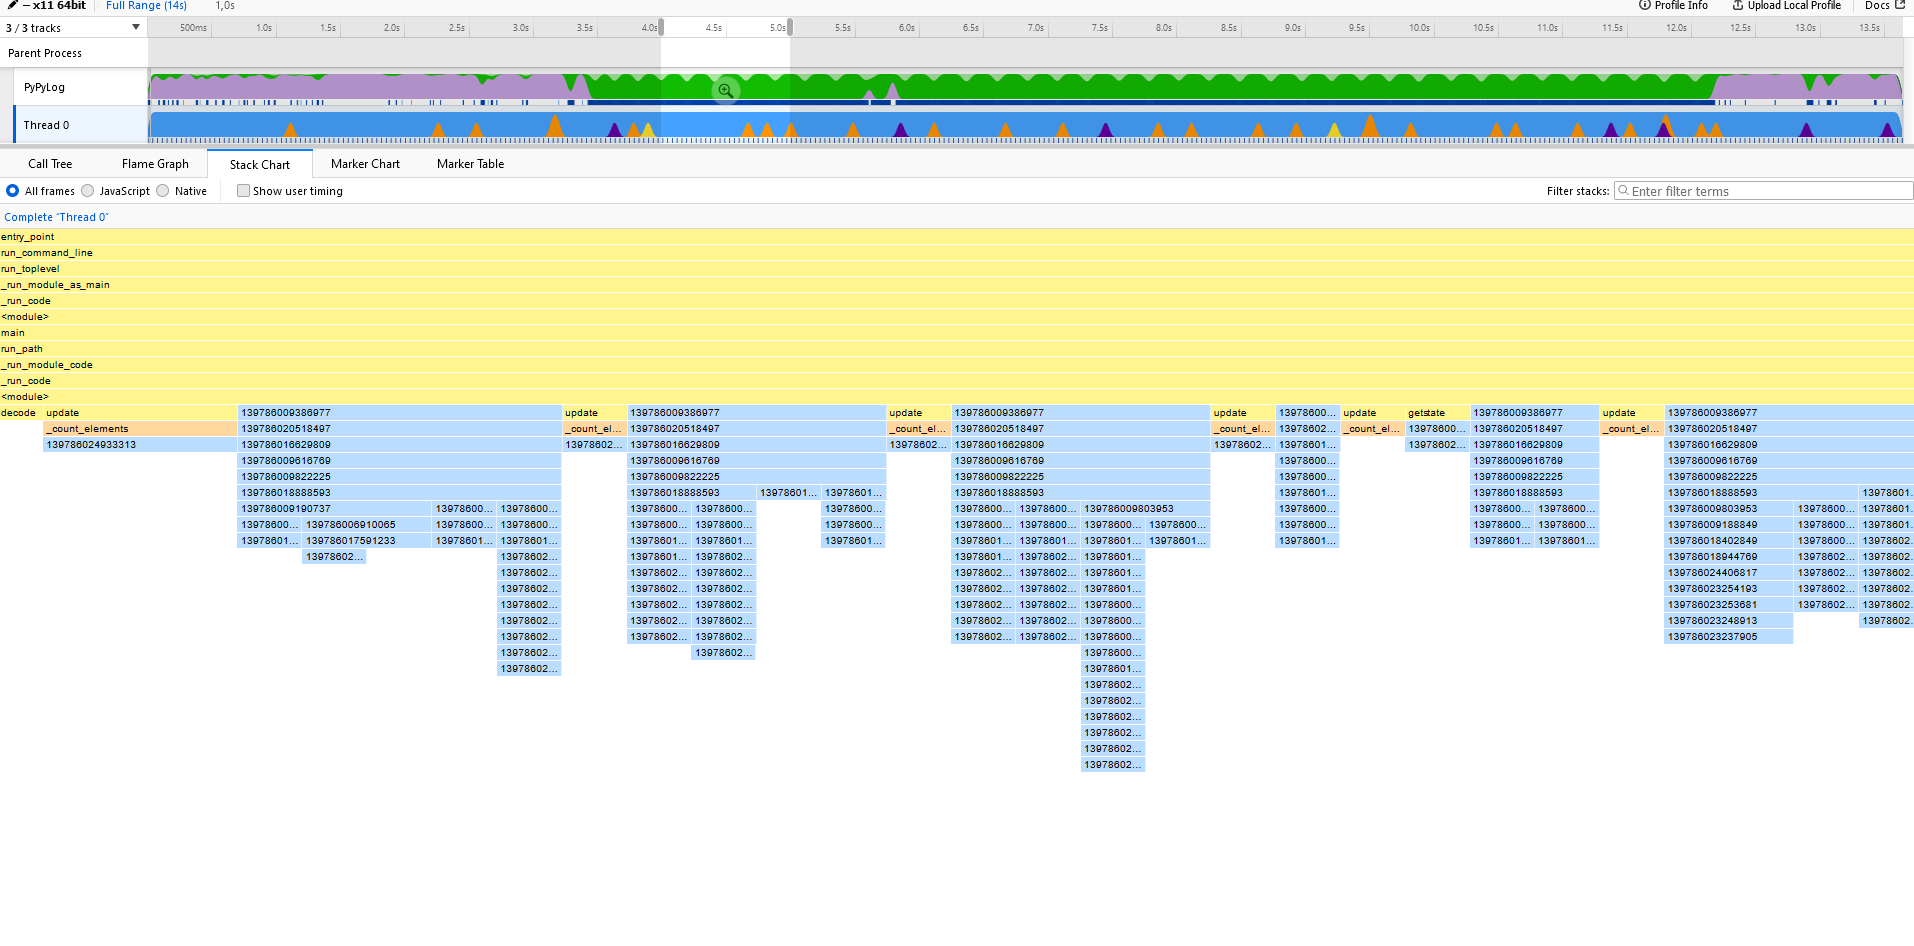 – x11 64bit Full Range (14s) 1,0s Profile Info Upload Local Profile Docs
3 / 3 tracks 500ms 1.0s 1.5s 2.0s 2.5s 3.0s 3.5s 4.0s 4.5s 5.0s 5.5s 6.0s 6.5s 7.0s 7.5s 8.0s 8.5s 9.0s 9.5s 10.0s 10.5s 11.0s 11.5s 12.0s 12.5s 13.0s 13.5s
Parent Process
PyPyLog
Thread 0
Call Tree Flame Graph Stack Chart Marker Chart Marker Table
All frames JavaScript Native Show user timing Filter stacks: Enter filter terms
Complete “Thread 0”
entry_point
run_command_line
run_toplevel
_run_module_as_main
_run_code
<module>
main
run_path
_run_module_code
_run_code
<module>
decode update 139786009386977 update 139786009386977 update 139786009386977 update 13978600... update getstate 139786009386977 update 139786009386977
_count_elements 139786020518497 _count_el... 139786020518497 _count_el... 139786020518497 _count_el... 13978602... _count_el... 13978600... 139786020518497 _count_el... 139786020518497
139786024933313 139786016629809 13978602... 139786016629809 13978602... 139786016629809 13978602... 13978601... 13978602... 139786016629809 139786016629809
139786009616769 139786009616769 139786009616769 13978600... 139786009616769 139786009616769
139786009822225 139786009822225 139786009822225 13978600... 139786009822225 139786009822225
139786018888593 139786018888593 13978601... 13978601... 139786018888593 13978601... 139786018888593 139786018888593 13978601...
139786009190737 13978600... 13978600... 13978600... 13978600... 13978600... 13978600... 13978600... 139786009803953 13978600... 13978600... 13978600... 139786009803953 13978600... 13978601...
13978600... 139786006910065 13978600... 13978600... 13978600... 13978600... 13978600... 13978600... 13978600... 13978600... 13978600... 13978600... 13978600... 13978600... 139786009188849 13978600... 13978601...
13978601... 139786017591233 13978601... 13978601... 13978601... 13978601... 13978601... 13978601... 13978601... 13978601... 13978601... 13978601... 13978601... 13978601... 139786018402849 13978600... 13978602...
13978602... 13978602... 13978601... 13978602... 13978601... 13978602... 13978601... 139786018944769 13978602... 13978602...
13978602... 13978602... 13978602... 13978602... 13978602... 13978601... 139786024406817 13978602... 13978602...
13978602... 13978602... 13978602... 13978602... 13978602... 13978601... 139786023254193 13978602... 13978602...
13978602... 13978602... 13978602... 13978602... 13978602... 13978600... 139786023253681 13978602... 13978602...
13978602... 13978602... 13978602... 13978602... 13978602... 13978600... 139786023248913 13978602...
13978602... 13978602... 13978602... 13978602... 13978602... 13978600... 139786023237905
13978602... 13978602... 13978600...
13978602... 13978601...
13978602...
13978602...
13978602...
13978602...
13978602...
13978602...